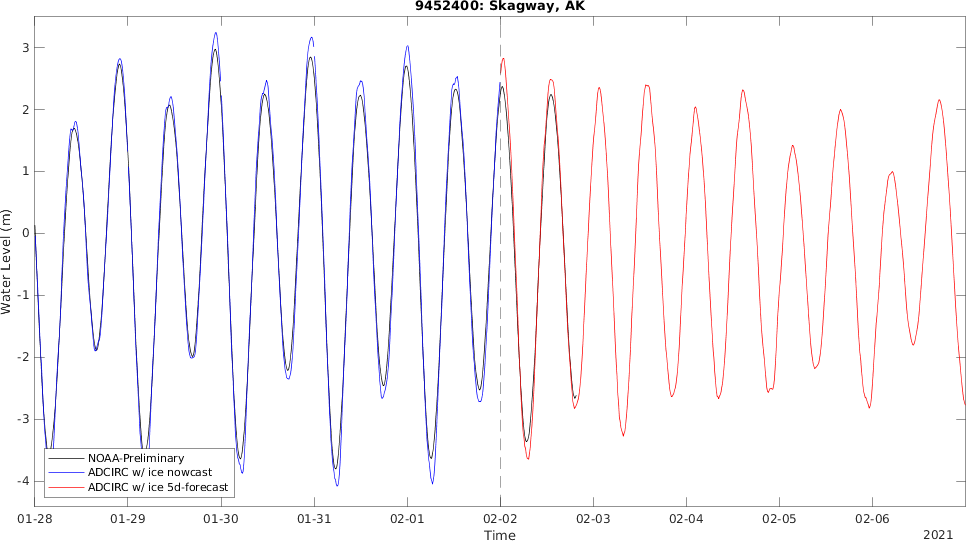 9452400: Skagway, AK
3
2
1
0
-1
-2
-3
-4
Water Level (m)
NOAA-Preliminary
ADCIRC w/ ice nowcast
ADCIRC w/ ice 5d-forecast
01-28 01-29 01-30 01-31 02-01 02-02 02-03 02-04 02-05 02-06
Time
2021